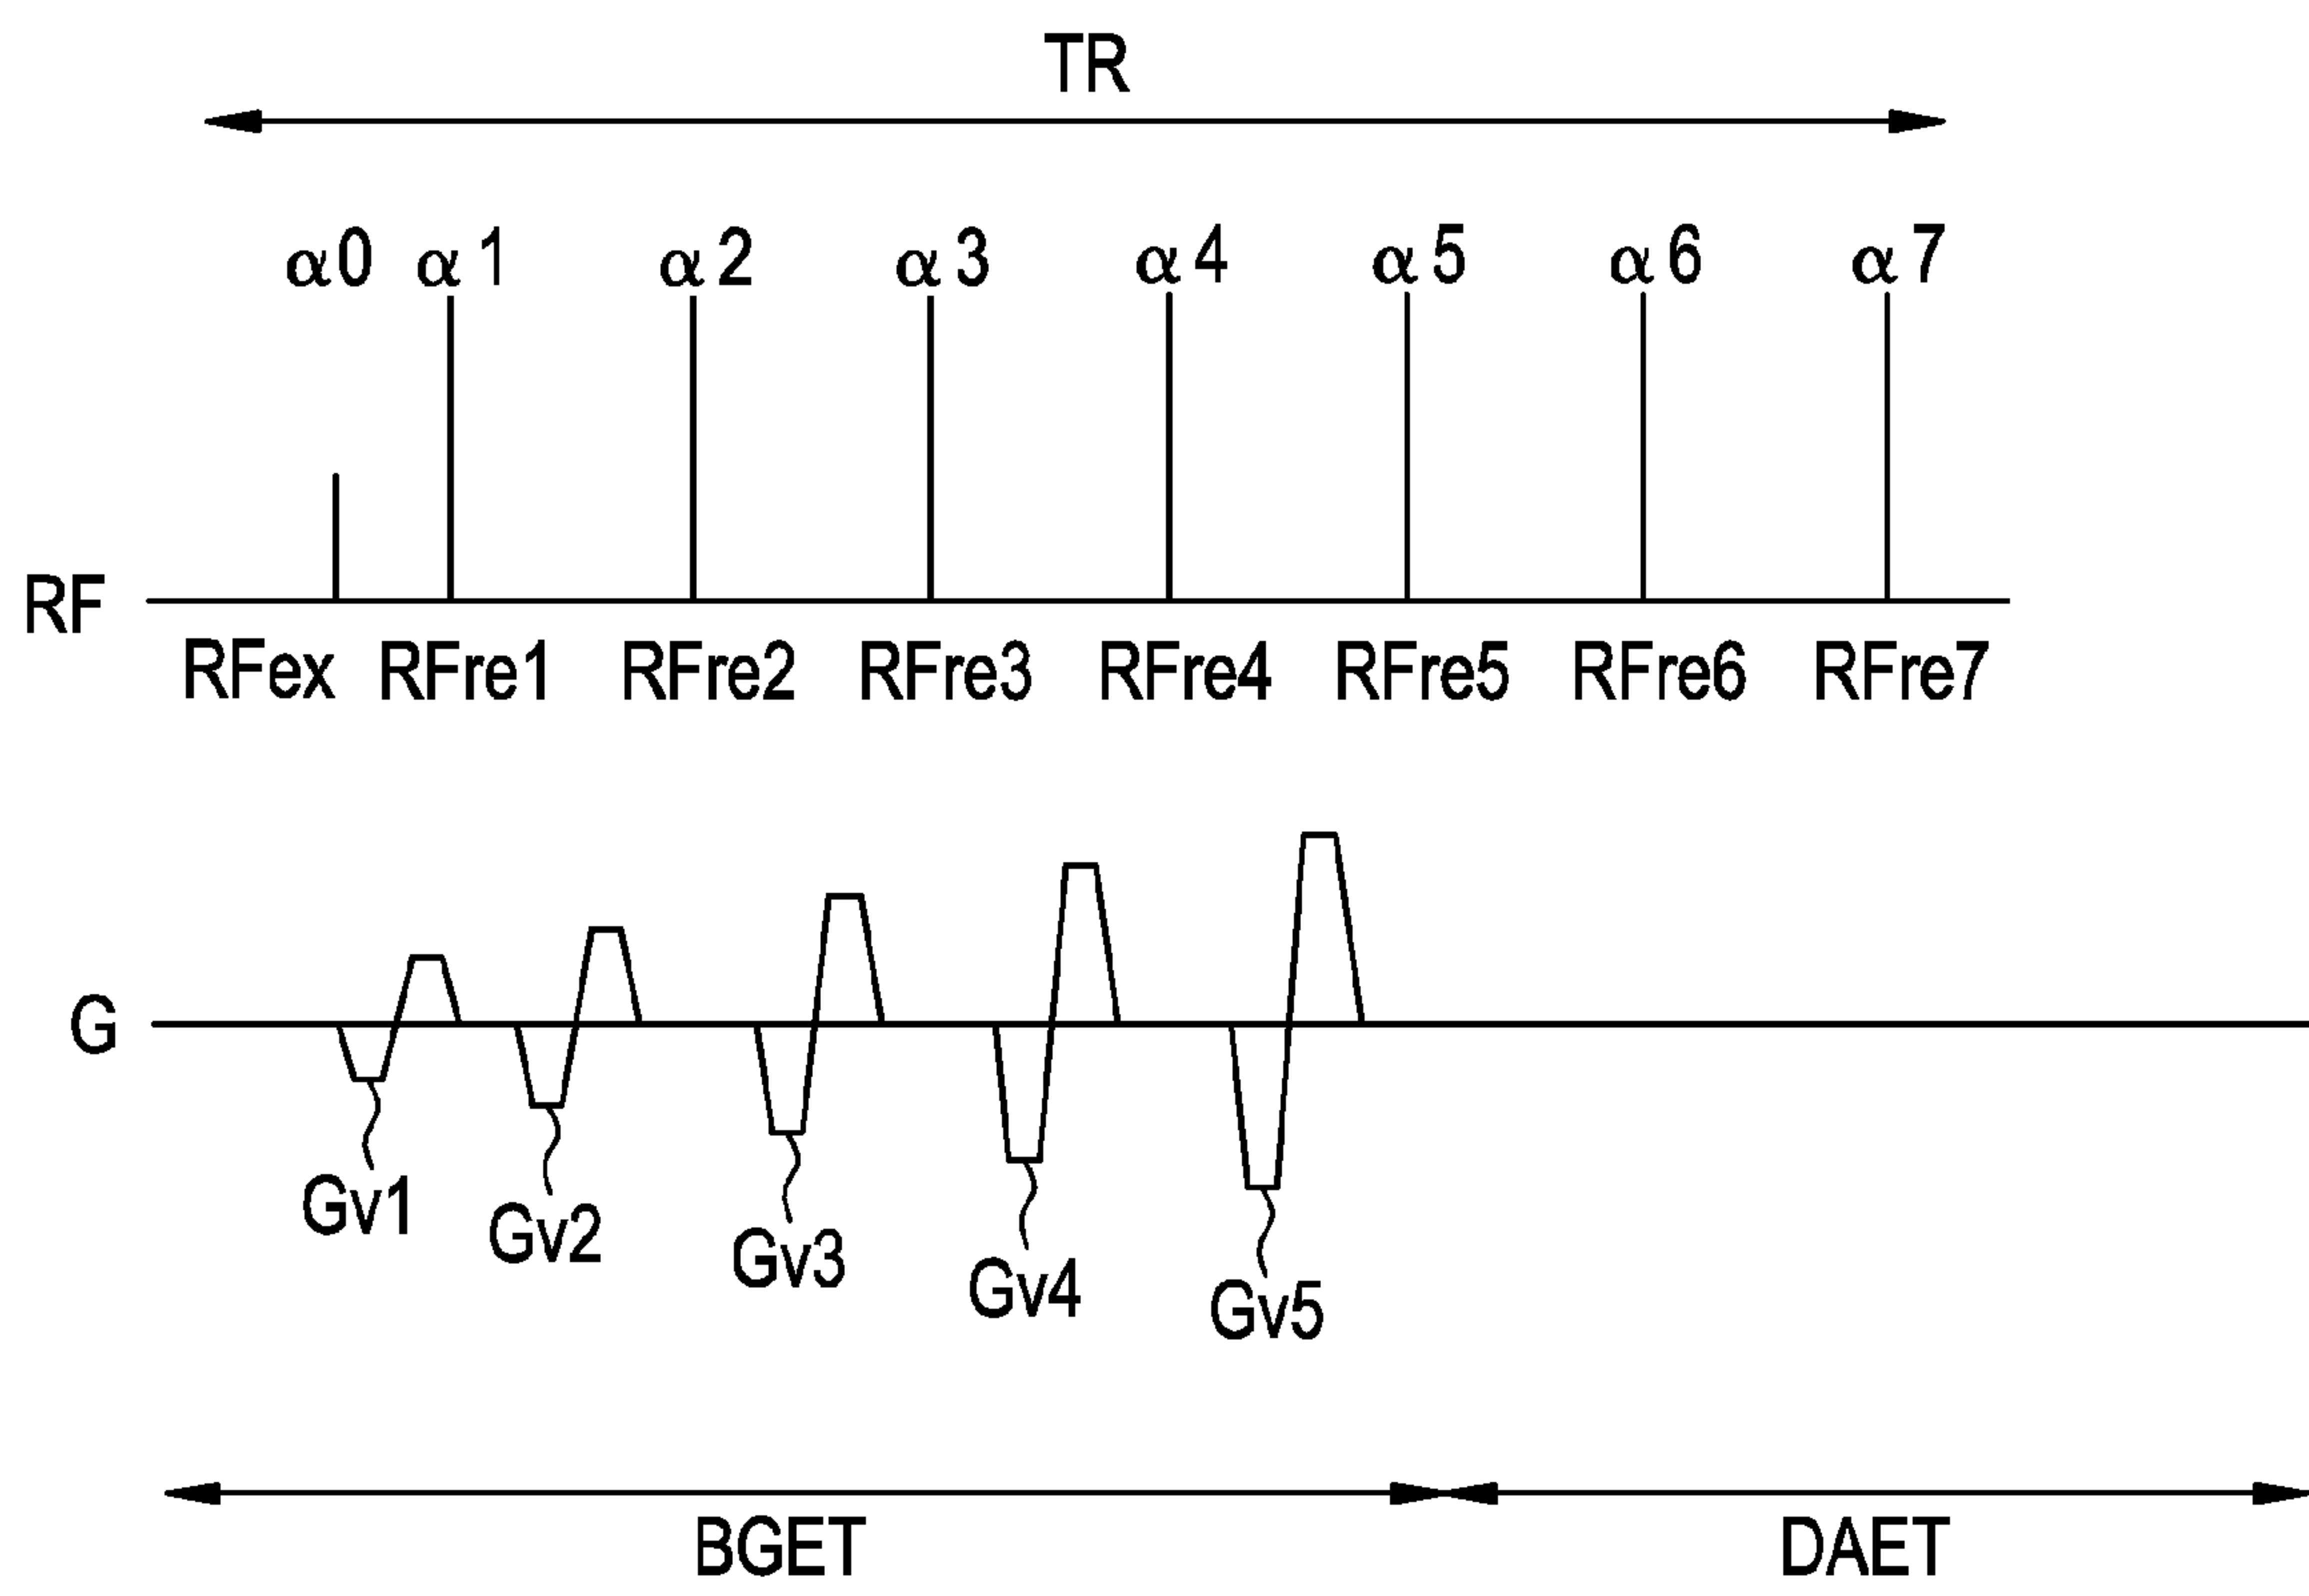 TR
α0 α1 α2 α3 α4 α5 α6 α7
RF
RFex RFre1 RFre2 RFre3 RFre4 RFre5 RFre6 RFre7
G
Gv1
Gv2
Gv3
Gv4
Gv5
BGET DAET